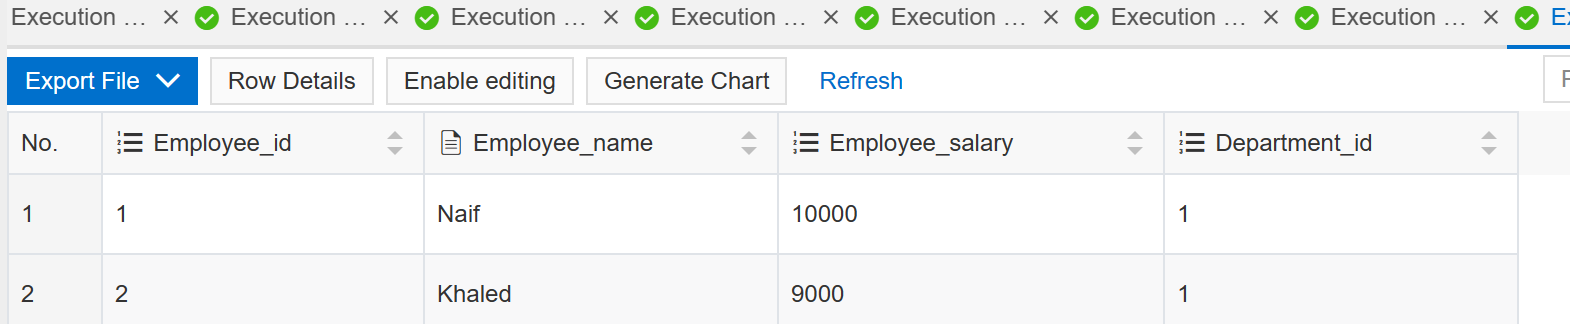 Execution ... × Execution ... × Execution ... × Execution ... × Execution ... × Execution ... × Execution ... × Ex
Export File Row Details Enable editing Generate Chart Refresh
No. Employee_id Employee_name Employee_salary Department_id
1 1 Naif 10000 1
2 2 Khaled 9000 1